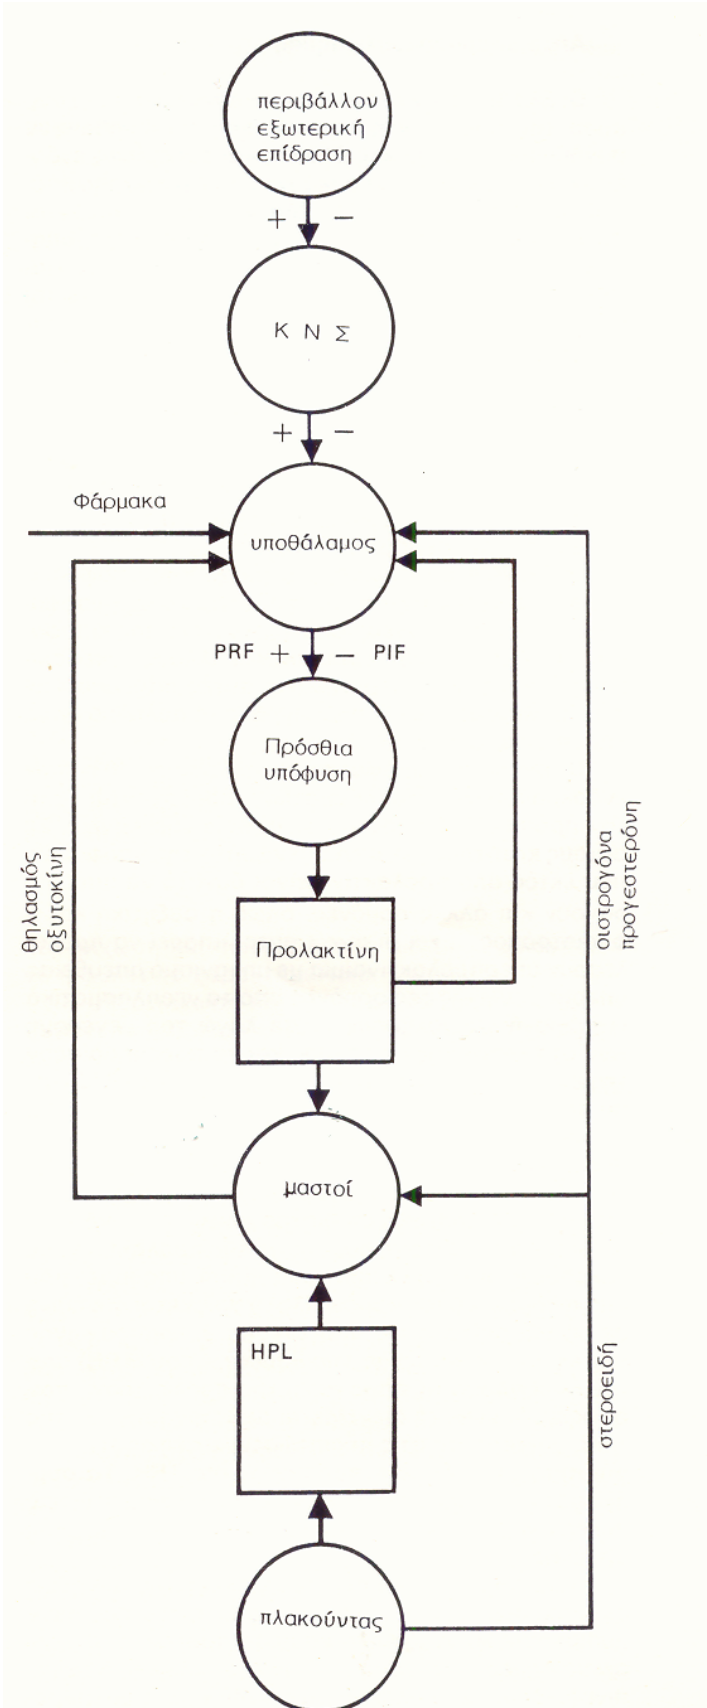 περιβάλλον
εξωτερική
επίδραση
+ −
Κ Ν Σ
+ −
Φάρμακα
υποθάλαμος
PRF + − PIF
Πρόσθια
υπόφυση
θηλασμός
οξυτοκίνη
οιστρογόνα
προγεστερόνη
Προλακτίνη
μαστοί
HPL
στεροειδή
πλακούντας